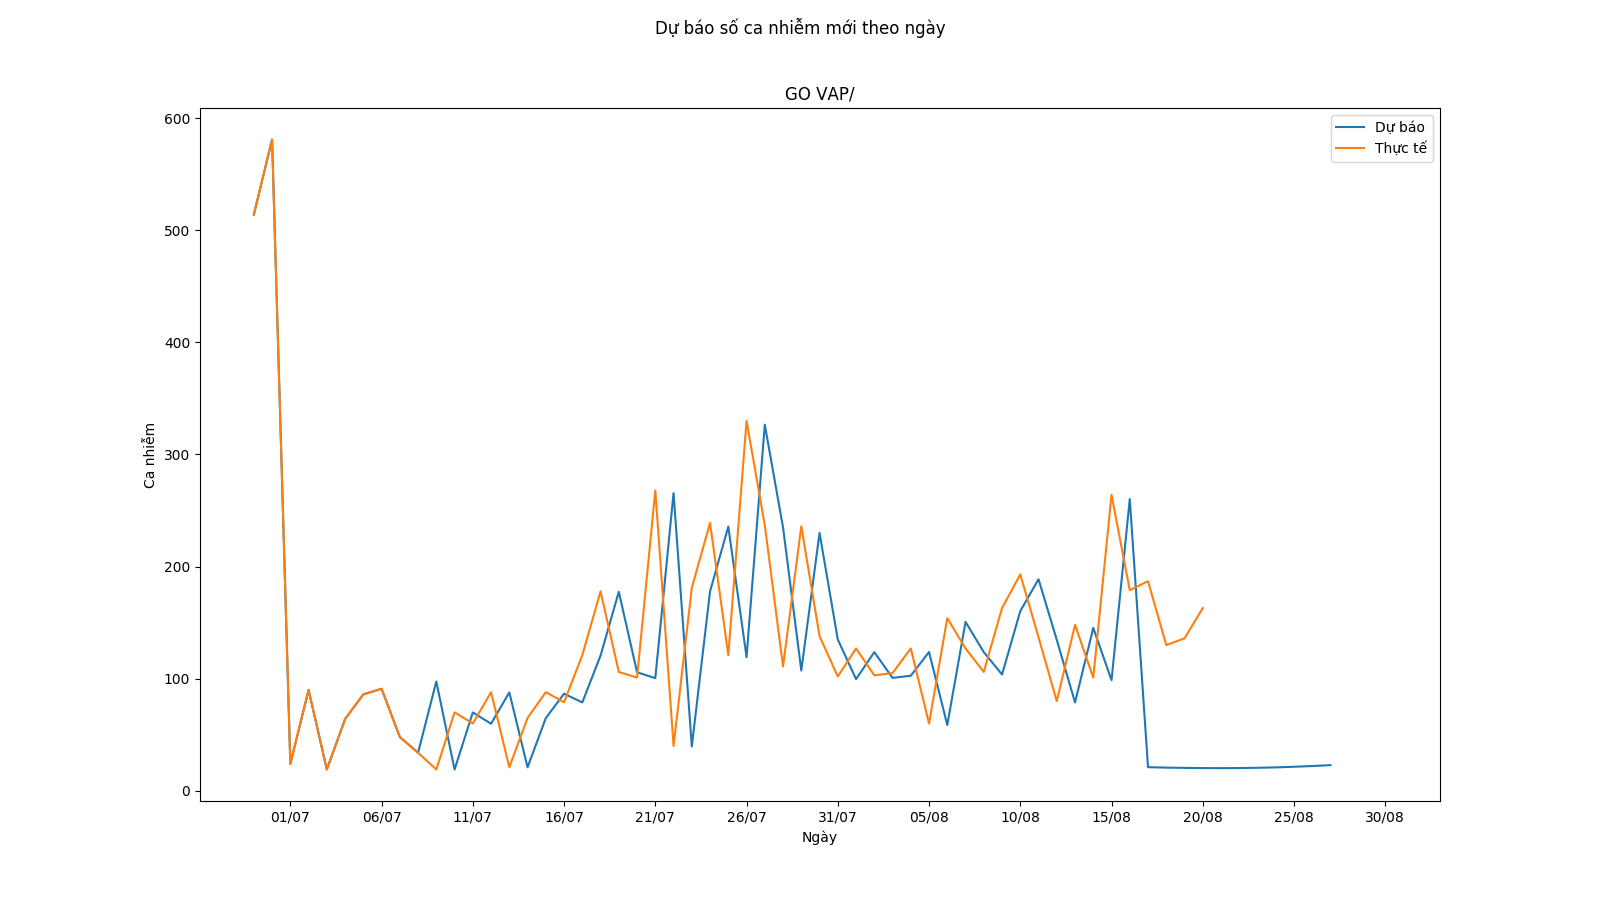 Dự báo số ca nhiễm mới theo ngày
GO VAP/
Dự báo
Thực tế
600
500
400
300
200
100
0
Ca nhiễm
01/07 06/07 11/07 16/07 21/07 26/07 31/07 05/08 10/08 15/08 20/08 25/08 30/08
Ngày